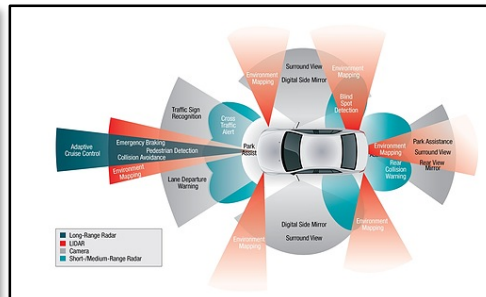 Environment
Mapping
Surround View
Digital Side Mirror
Environment
Mapping
Blind
Spot
Detection
Traffic Sign
Recognition
Cross
Traffic
Alert
Adaptive
Cruise Control
Emergency Braking
Pedestrian Detection
Collision Avoidance
Environment
Mapping
Park
Assist
Lane Departure
Warning
Environment
Mapping
Park Assistance
Surround View
Rear View
Mirror
Rear
Collision
Warning
Environment
Mapping
Digital Side Mirror
Surround View
Environment
Mapping
Long-Range Radar
LIDAR
Camera
Short-/Medium-Range Radar